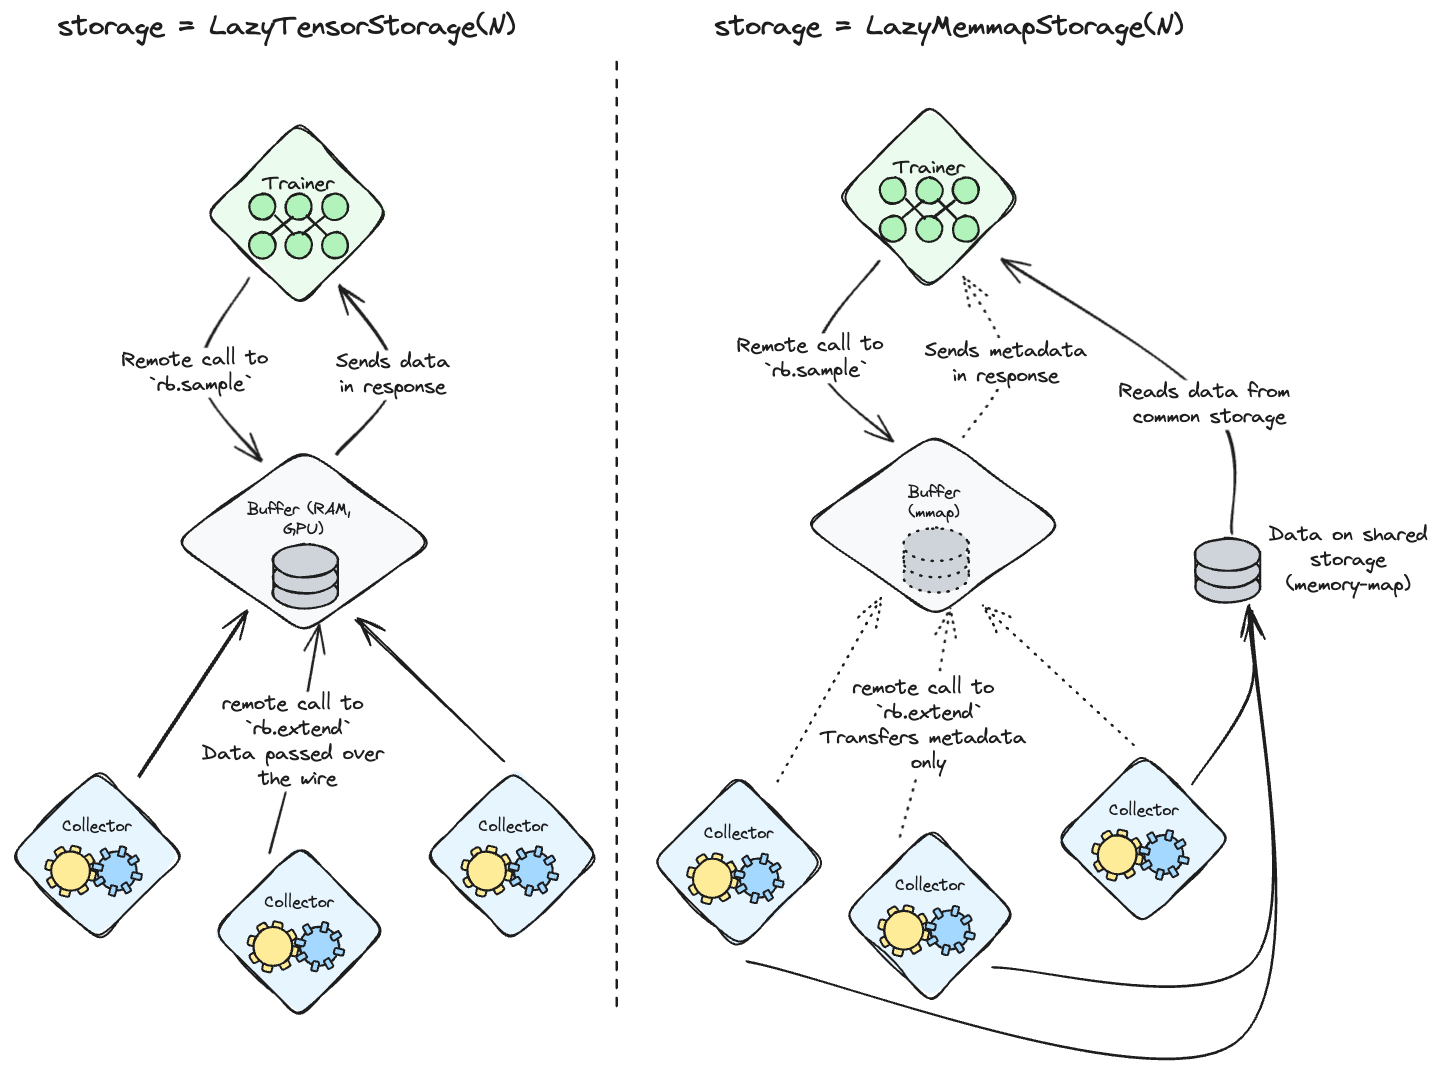 storage = LazyTensorStorage(N)
Trainer
Remote call to
`rb.sample`
Sends data
in response
Buffer (RAM,
GPU)
remote call to
`rb.extend`
Data passed over
the wire
Collector
Collector
Collector
storage = LazyMemmapStorage(N)
Trainer
Remote call to
`rb.sample`
Sends metadata
in response
Reads data from
common storage
Buffer
(mmap)
Data on shared
storage
(memory-map)
remote call to
`rb.extend`
Transfers metadata
only
Collector
Collector
Collector